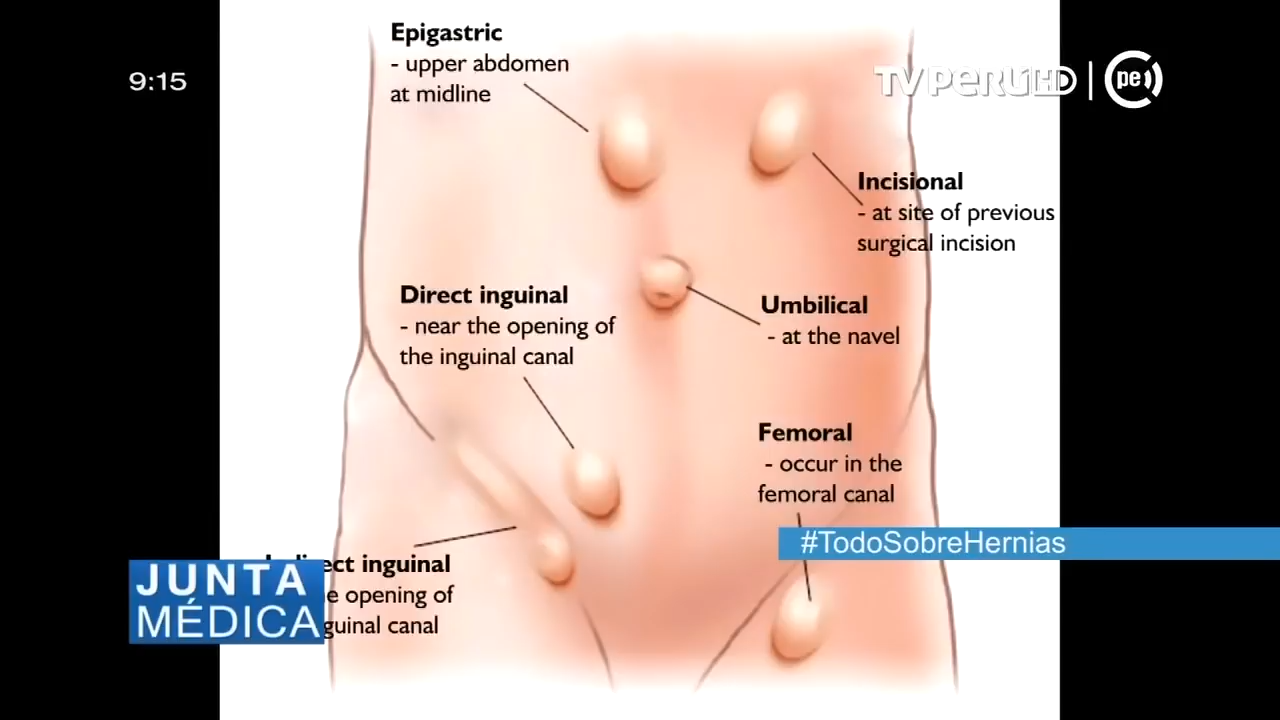 Epigastric
- upper abdomen
at midline
9:15
TVPERÚ HD
pe
Incisional
- at site of previous
surgical incision
Direct inguinal
- near the opening of
the inguinal canal
Umbilical
- at the navel
Femoral
- occur in the
femoral canal
#TodoSobreHernias
inguinal
opening of
canal
JUNTA
MÉDICA